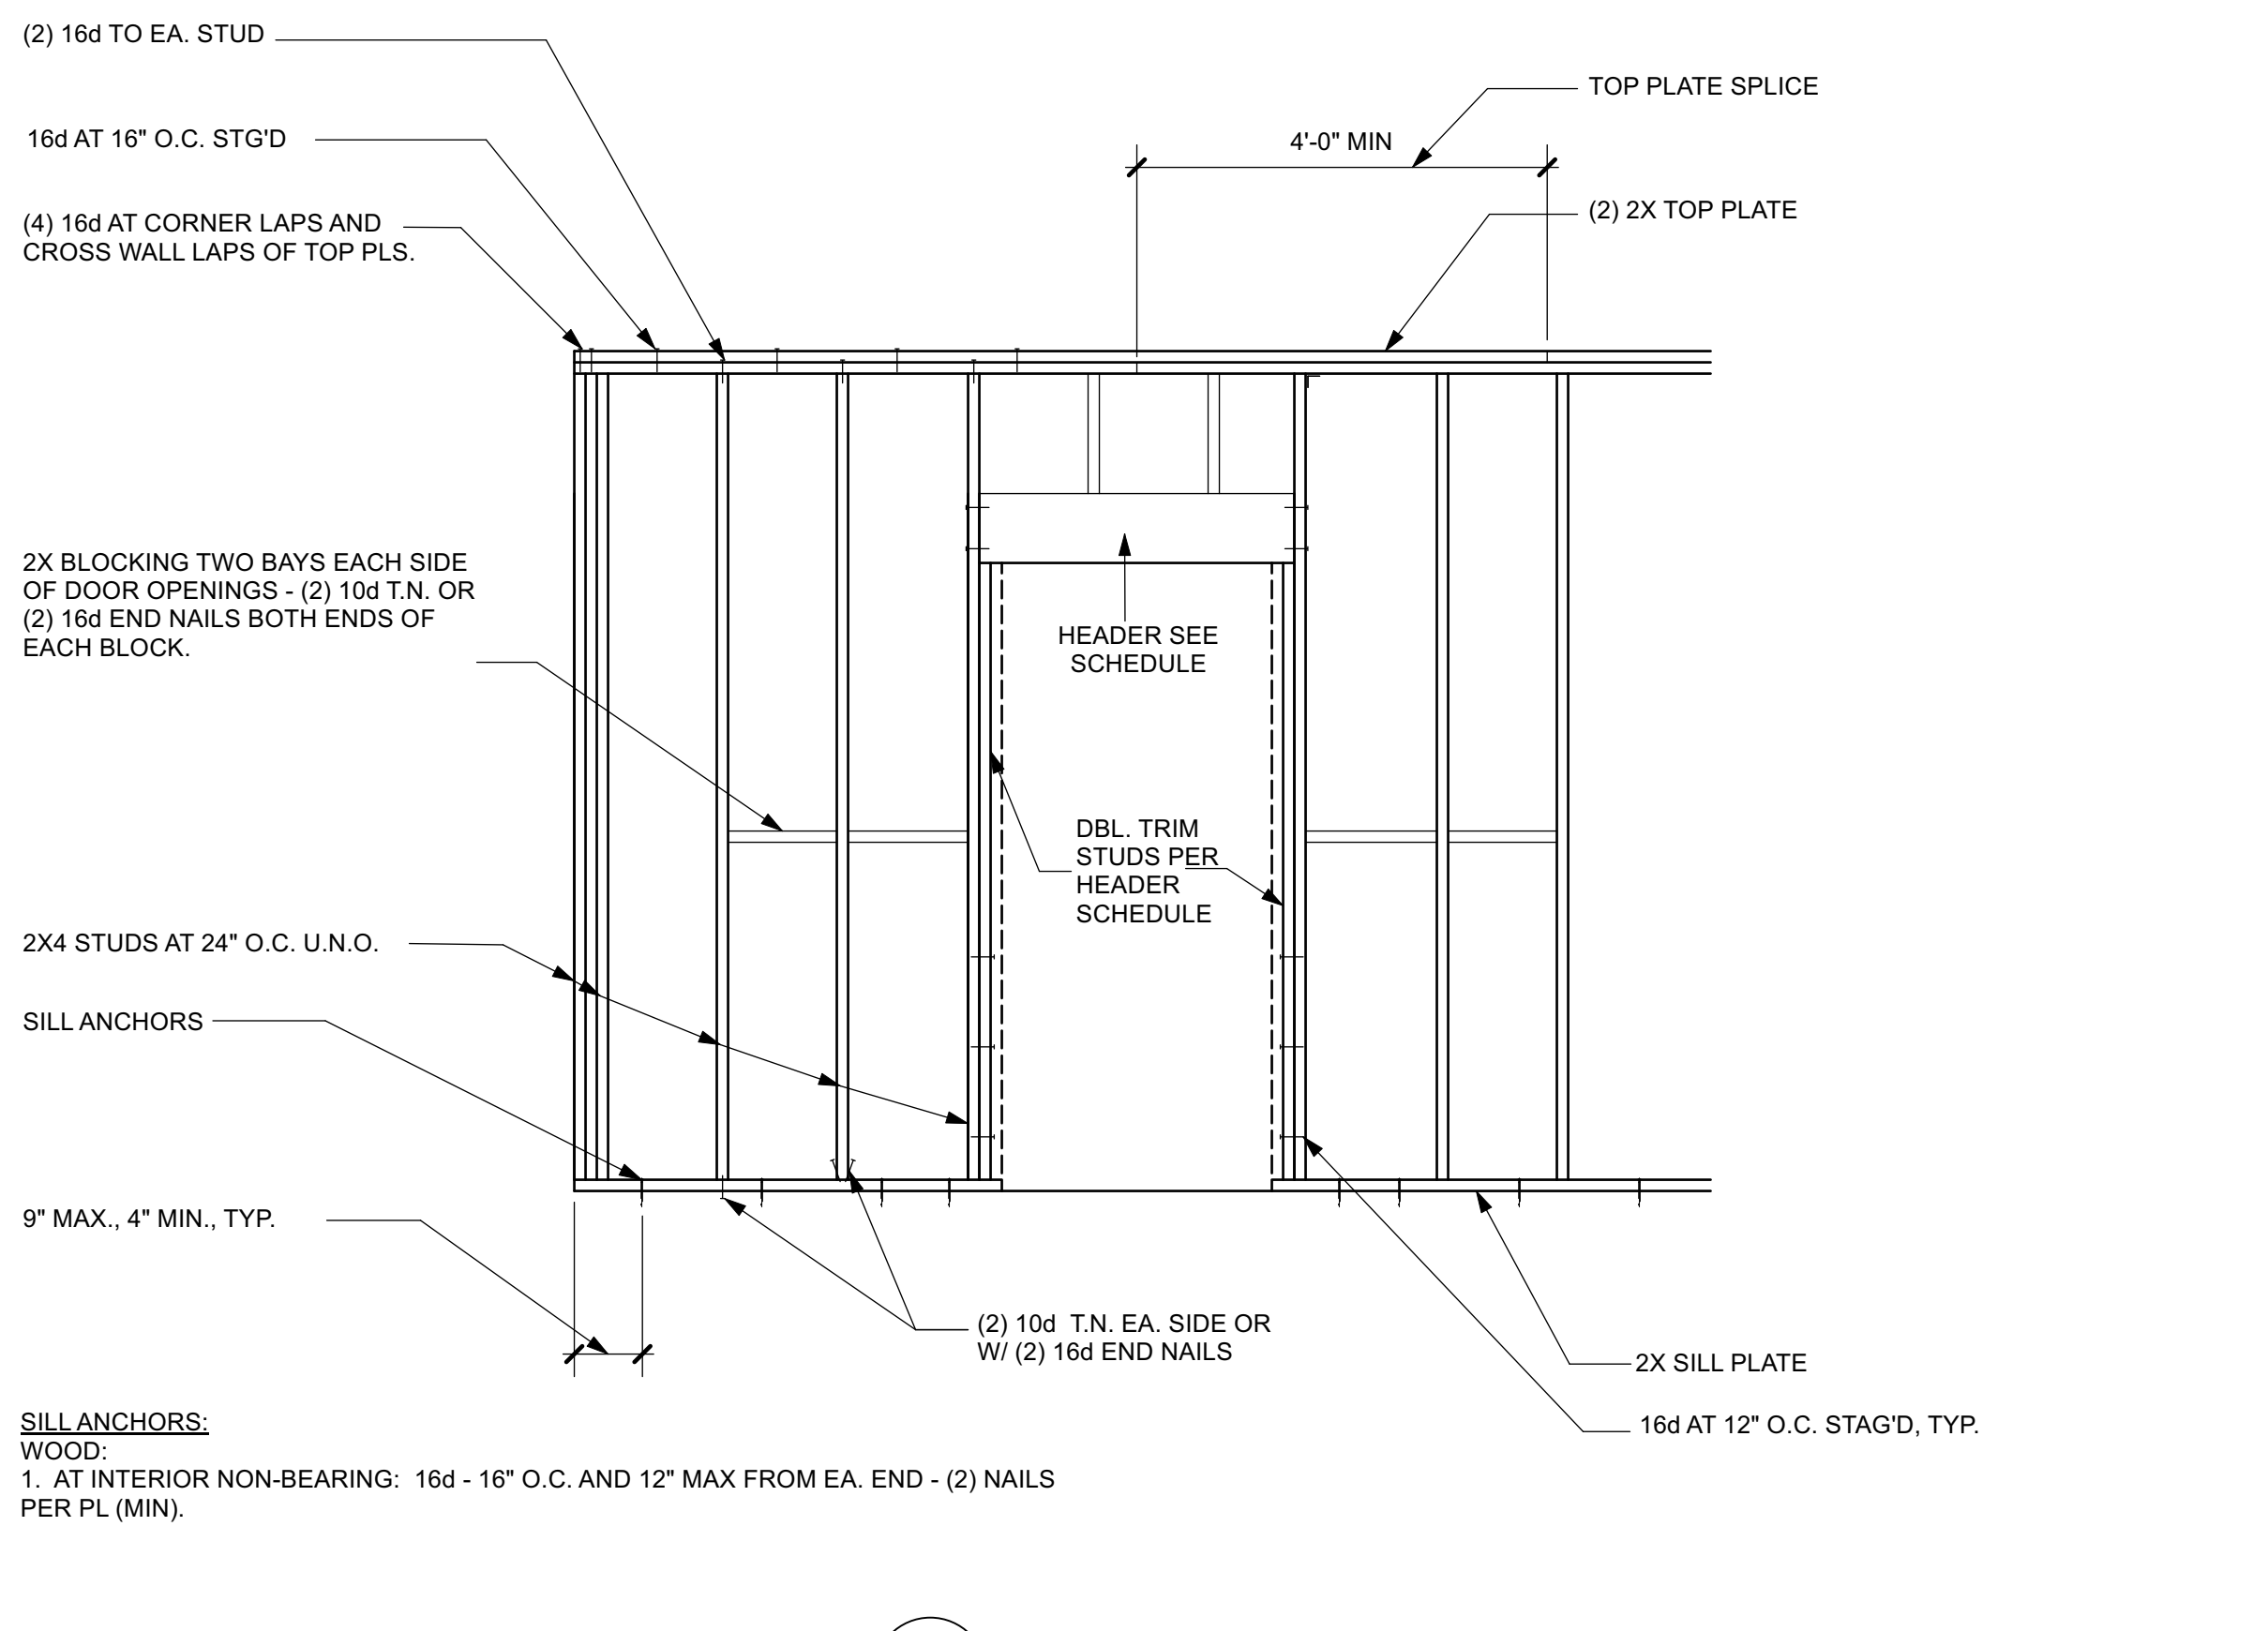 (2) 16d TO EA. STUD
TOP PLATE SPLICE
16d AT 16" O.C. STG'D
4'-0" MIN
(4) 16d AT CORNER LAPS AND
CROSS WALL LAPS OF TOP PLS.
(2) 2X TOP PLATE
2X BLOCKING TWO BAYS EACH SIDE
OF DOOR OPENINGS - (2) 10d T.N. OR
(2) 16d END NAILS BOTH ENDS OF
EACH BLOCK.
HEADER SEE
SCHEDULE
DBL. TRIM
STUDS PER
HEADER
SCHEDULE
2X4 STUDS AT 24" O.C. U.N.O.
SILL ANCHORS
9" MAX., 4" MIN., TYP.
(2) 10d  T.N. EA. SIDE OR
W/ (2) 16d END NAILS
2X SILL PLATE
16d AT 12" O.C. STAG'D, TYP.
SILL ANCHORS:
WOOD:
1.  AT INTERIOR NON-BEARING:  16d - 16" O.C. AND 12" MAX FROM EA. END - (2) NAILS
PER PL (MIN).